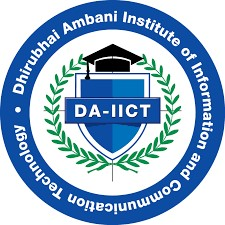 Dhirubhai Ambani Institute of Information and Communication Technology •
DA-IICT